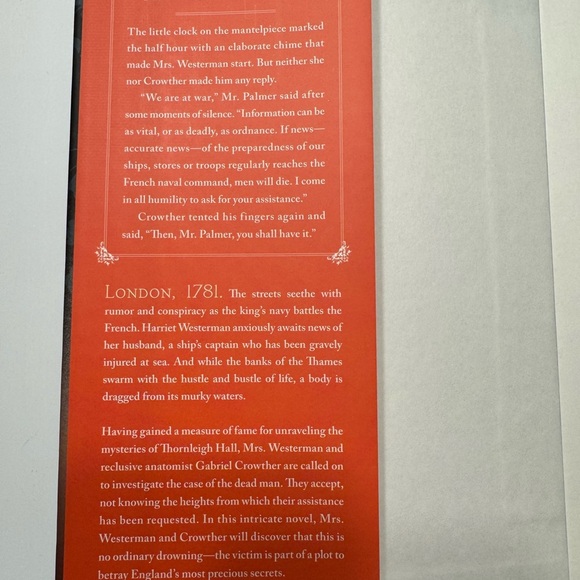 The little clock on the mantelpiece marked
the half hour with an elaborate chime that
made Mrs. Westerman start. But neither she
nor Crowther made him any reply.
“We are at war,” Mr. Palmer said after
some moments of silence. “Information can be
as vital, or as deadly, as ordnance. If news—
accurate news—of the preparedness of our
ships, stores or troops regularly reaches the
French naval command, men will die. I come
in all humility to ask for your assistance.”
Crowther tented his fingers again and
said, “Then, Mr. Palmer, you shall have it.”
London, 1781. The streets seethe with
rumor and conspiracy as the king’s navy battles the
French. Harriet Westerman anxiously awaits news of
her husband, a ship’s captain who has been gravely
injured at sea. And while the banks of the Thames
swarm with the hustle and bustle of life, a body is
dragged from its murky waters.
Having gained a measure of fame for unraveling the
mysteries of Thornleigh Hall, Mrs. Westerman and
reclusive anatomist Gabriel Crowther are called on
to investigate the case of the dead man. They accept,
not knowing the heights from which their assistance
has been requested. In this intricate novel, Mrs.
Westerman and Crowther will discover that this is
no ordinary drowning—the victim is part of a plot to
betray England’s most precious secrets.